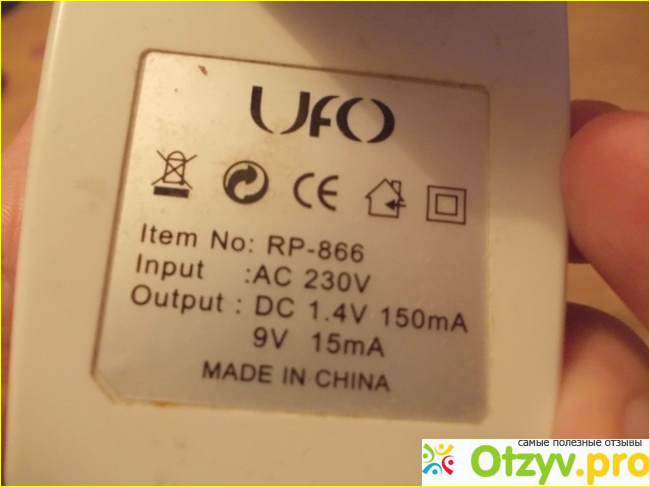 UFO
CE
Item No: RP-866
Input :AC 230V
Output : DC 1.4V 150mA
9V 15mA
MADE IN CHINA
самые полезные отзывы
Otzyv.pro